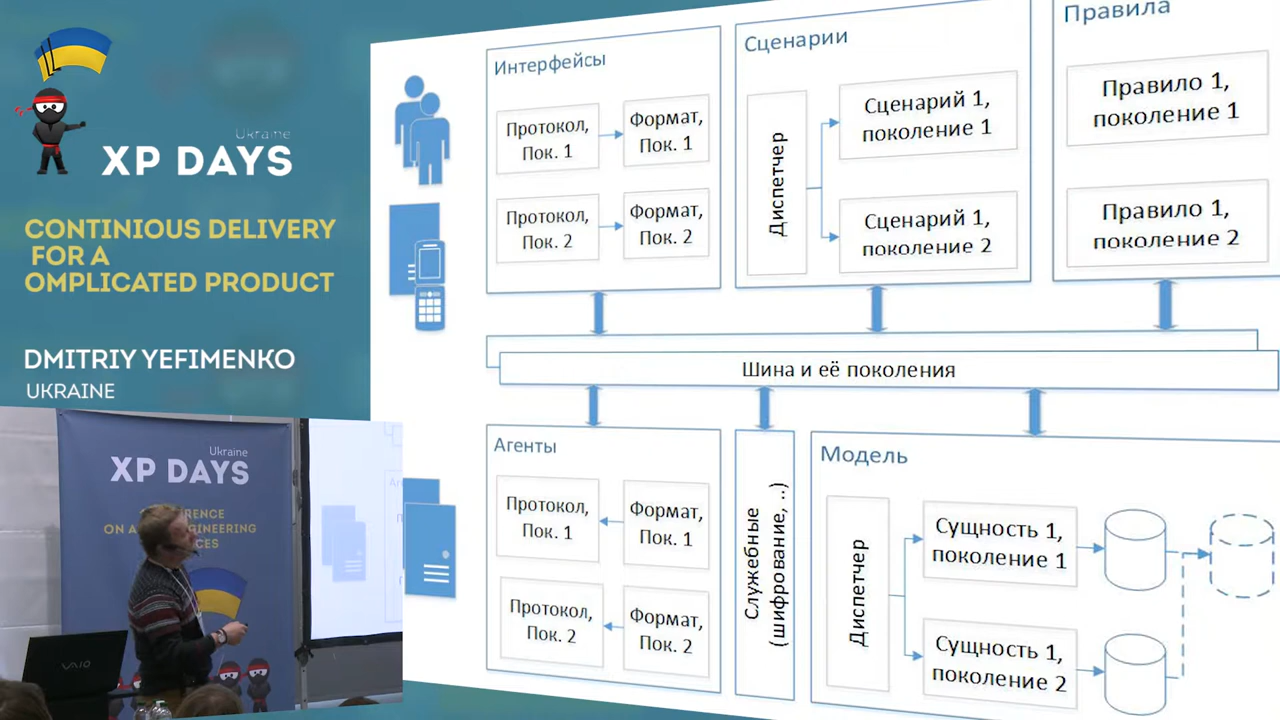 Ukraine
XP DAYS
CONTINIOUS DELIVERY
FOR A
OMPLICATED PRODUCT
DMITRIY YEFIMENKO
UKRAINE
Интерфейсы
Протокол,
Пок. 1
Формат,
Пок. 1
Протокол,
Пок. 2
Формат,
Пок. 2
Сценарии
Диспетчер
Сценарий 1,
поколение 1
Сценарий 1,
поколение 2
Правила
Правило 1,
поколение 1
Правило 1,
поколение 2
Шина и её поколения
Агенты
Протокол,
Пок. 1
Формат,
Пок. 1
Протокол,
Пок. 2
Формат,
Пок. 2
Служебные
(шифрование, ..)
Модель
Диспетчер
Сущность 1,
поколение 1
Сущность 1,
поколение 2
Ukraine
XP DAYS
ON
VAIO